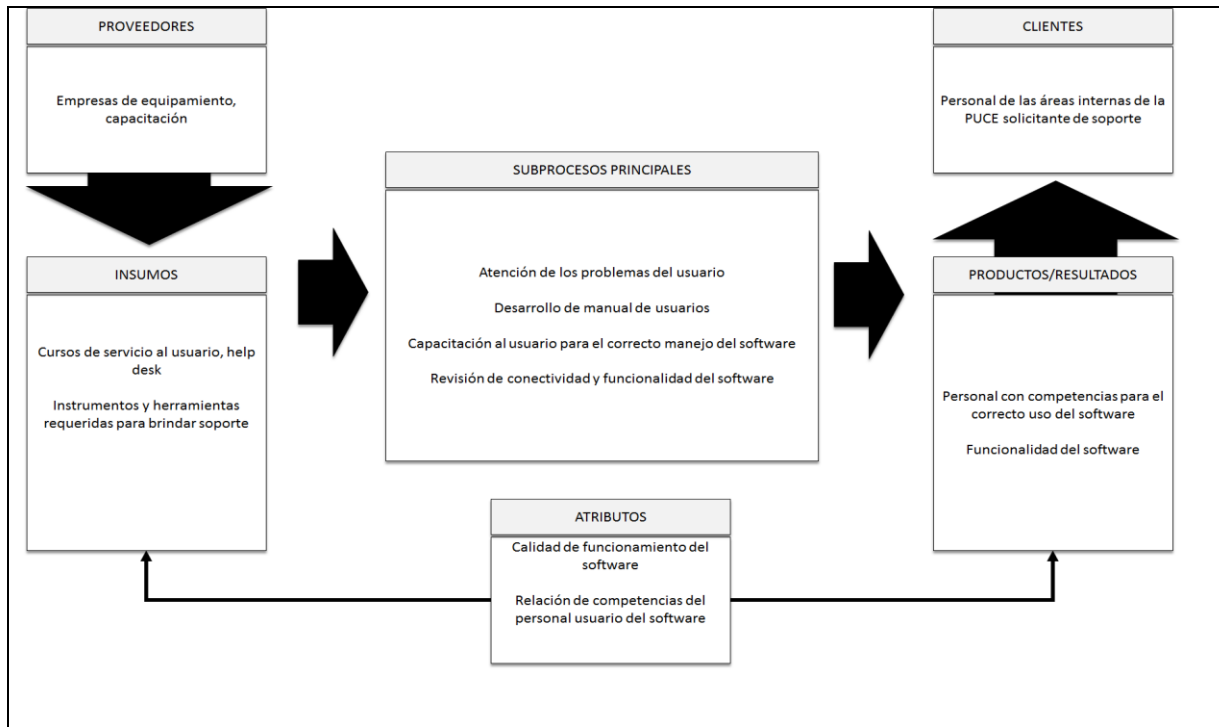 PROVEEDORES
Empresas de equipamiento,
capacitación
CLIENTES
Personal de las áreas internas de la
PUCE solicitante de soporte
SUBPROCESOS PRINCIPALES
Atención de los problemas del usuario
Desarrollo de manual de usuarios
Capacitación al usuario para el correcto manejo del software
Revisión de conectividad y funcionalidad del software
INSUMOS
Cursos de servicio al usuario, help
desk
Instrumentos y herramientas
requeridas para brindar soporte
PRODUCTOS/RESULTADOS
Personal con competencias para el
correcto uso del software
Funcionalidad del software
ATRIBUTOS
Calidad de funcionamiento del
software
Relación de competencias del
personal usuario del software